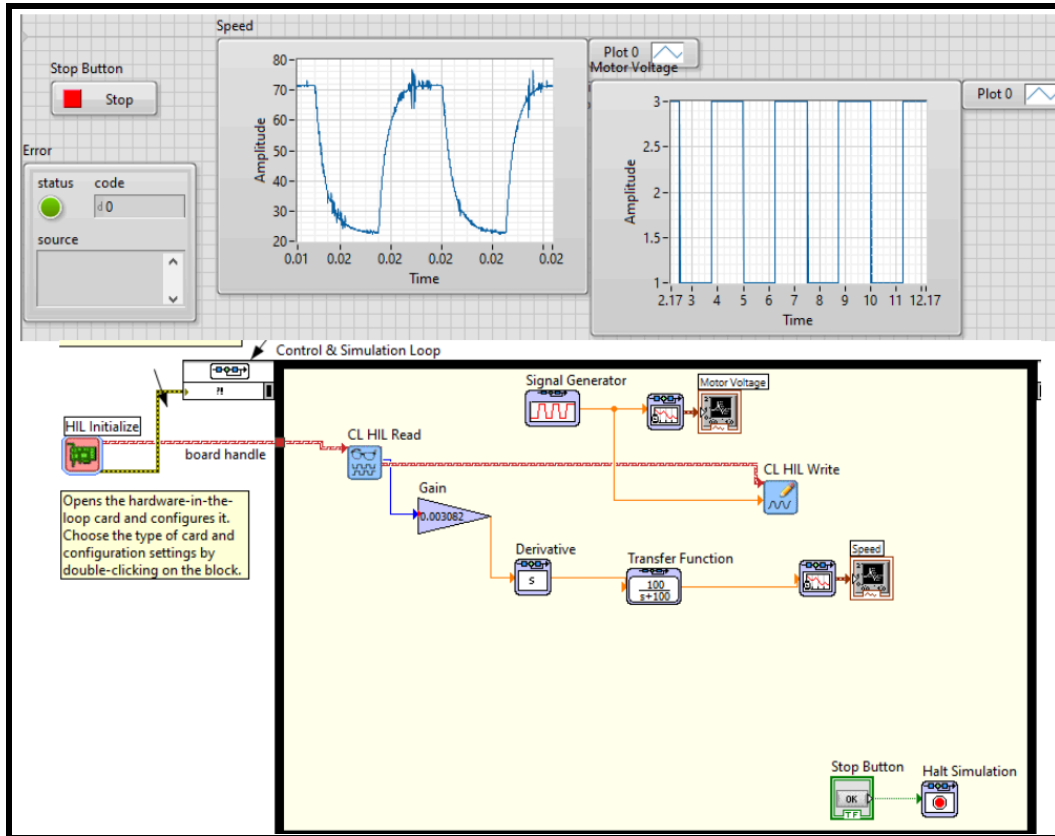 Speed
Plot 0
Motor Voltage
Plot 0
Stop Button
Stop
Error
status code
d 0
source
80
70
60
50
40
30
20
Amplitude
0.01 0.02 0.02 0.02 0.02 0.02
Time
3
2.5
2
1.5
1
Amplitude
2.17 3 4 5 6 7 8 9 10 11 12.17
Time
Control & Simulation Loop
?!
HIL Initialize
board handle
Opens the hardware-in-the-
loop card and configures it.
Choose the type of card and
configuration settings by
double-clicking on the block.
Signal Generator
Motor Voltage
CL HIL Read
CL HIL Write
Gain
0.003082
Derivative
s
Transfer Function
100
s+100
Speed
Stop Button
OK
TF
Halt Simulation